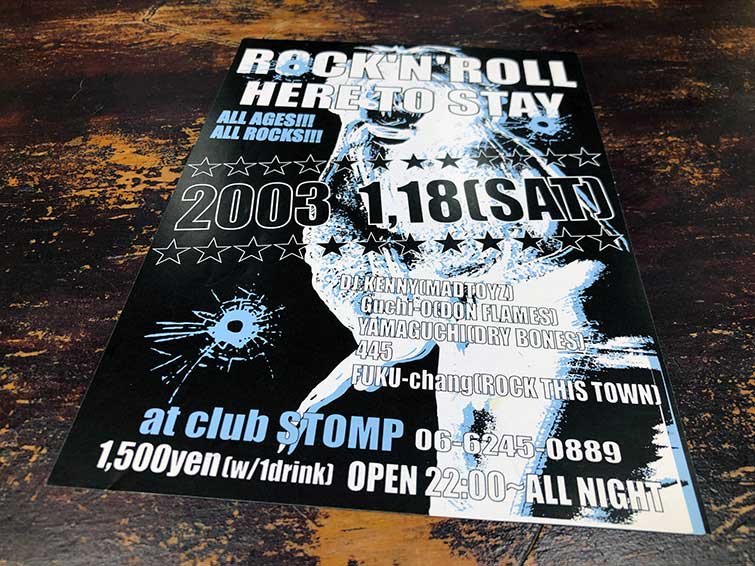 ROCK'N'ROLL
HERE TO STAY
ALL AGES!!!
ALL ROCKS!!!
☆☆☆☆☆☆★★☆☆☆☆☆
2003 1,18(SAT)
☆☆☆☆☆★★★★★★☆☆
DJ:KENNY(MADTOYZ)
Guchi-O(DON FLAMES)
YAMAGUCHI(DRY BONES)
445
FUKU-chang(ROCK THIS TOWN)
at club STOMP 06-6245-0889
1,500yen(w/1drink) OPEN 22:00~ALL NIGHT